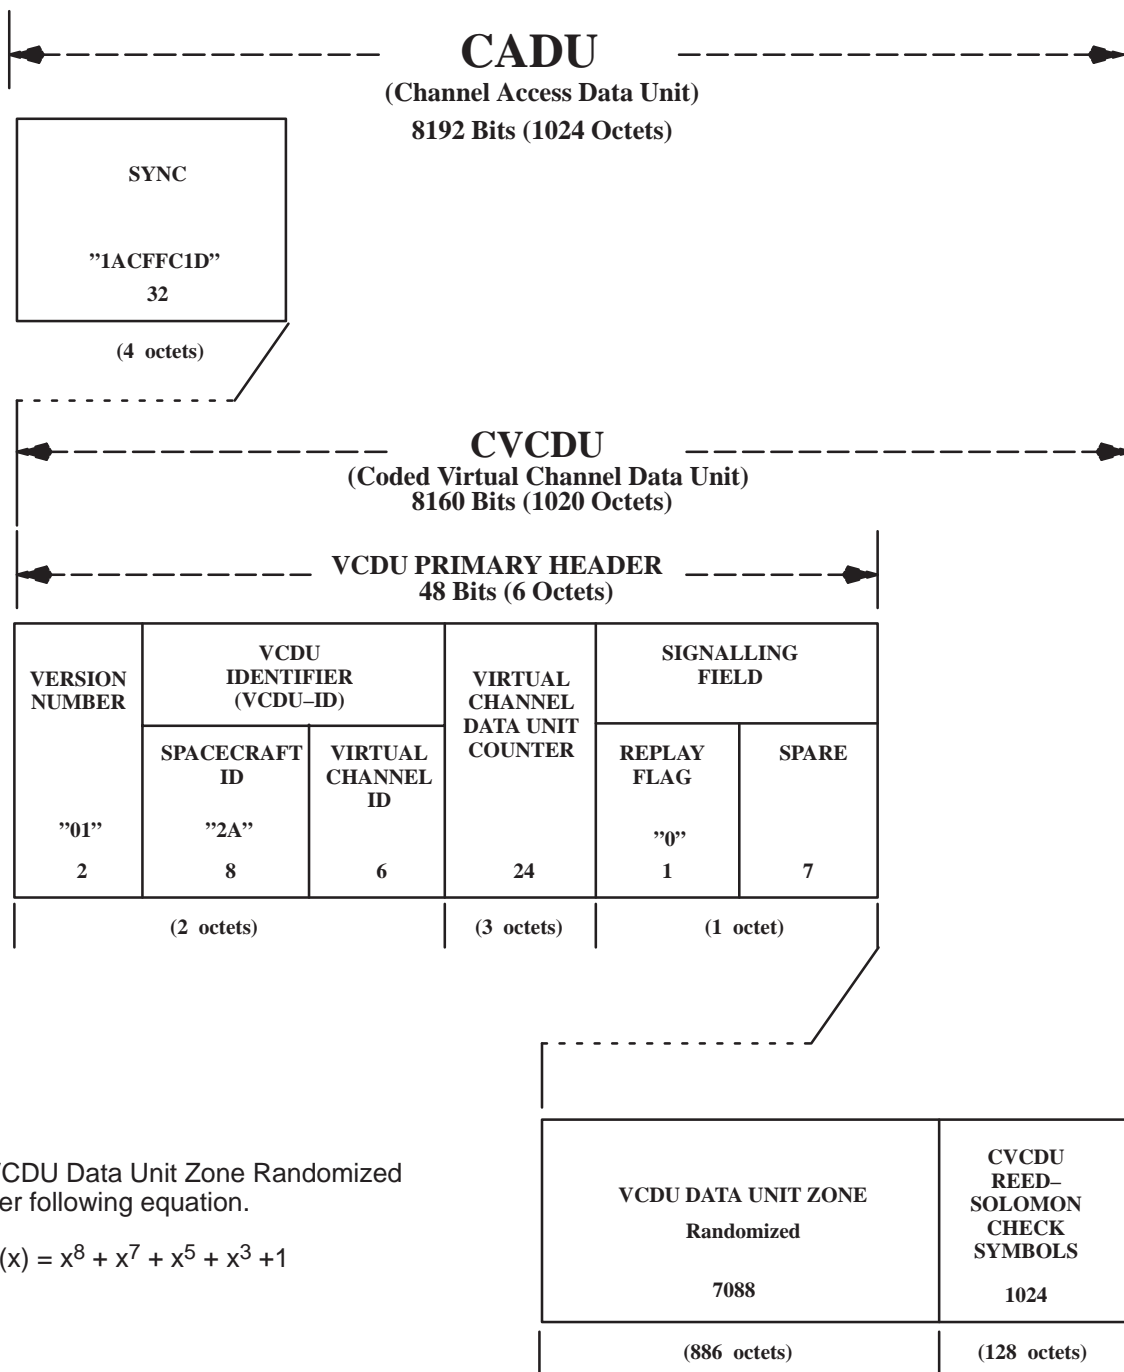 CADU
(Channel Access Data Unit)
8192 Bits (1024 Octets)
SYNC
”1ACFFC1D”
32
(4 octets)
CVCDU
(Coded Virtual Channel Data Unit)
8160 Bits (1020 Octets)
VCDU PRIMARY HEADER
48 Bits (6 Octets)
VERSION
NUMBER
”01”
2
VCDU
IDENTIFIER
(VCDU–ID)
SPACECRAFT
ID
”2A”
8
VIRTUAL
CHANNEL
ID
6
VIRTUAL
CHANNEL
DATA UNIT
COUNTER
24
SIGNALLING
FIELD
REPLAY
FLAG
”0”
1
SPARE
7
(2 octets)
(3 octets)
(1 octet)
VCDU Data Unit Zone Randomized
er following equation.
(x) = x⁸ + x⁷ + x⁵ + x³ +1
VCDU DATA UNIT ZONE
Randomized
7088
CVCDU
REED–
SOLOMON
CHECK
SYMBOLS
1024
(886 octets)
(128 octets)